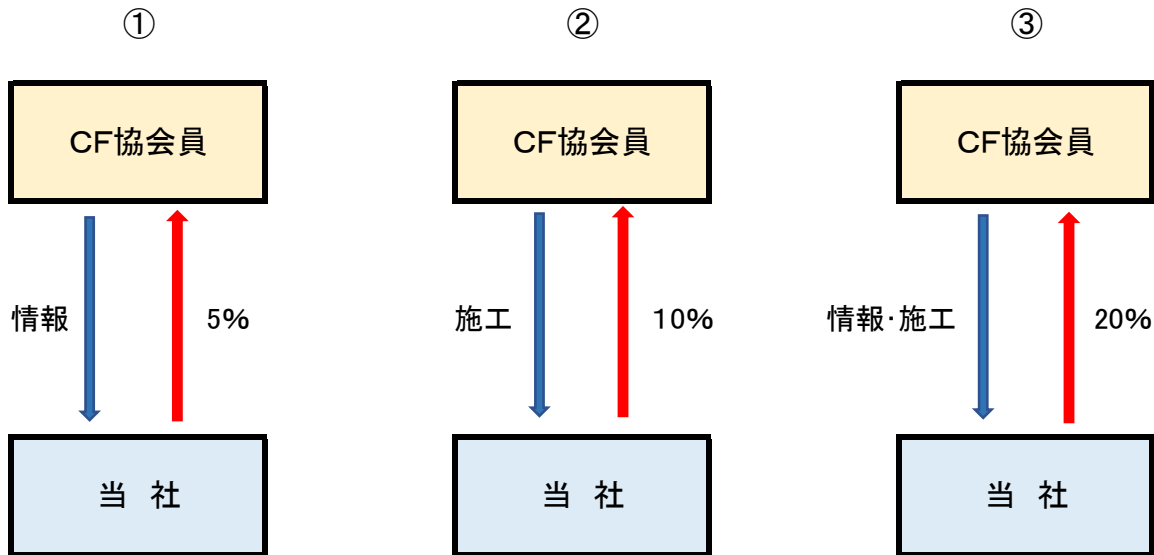 ①
②
③
CF協会員
CF協会員
CF協会員
情報
5%
施工
10%
情報･施工
20%
当 社
当 社
当 社